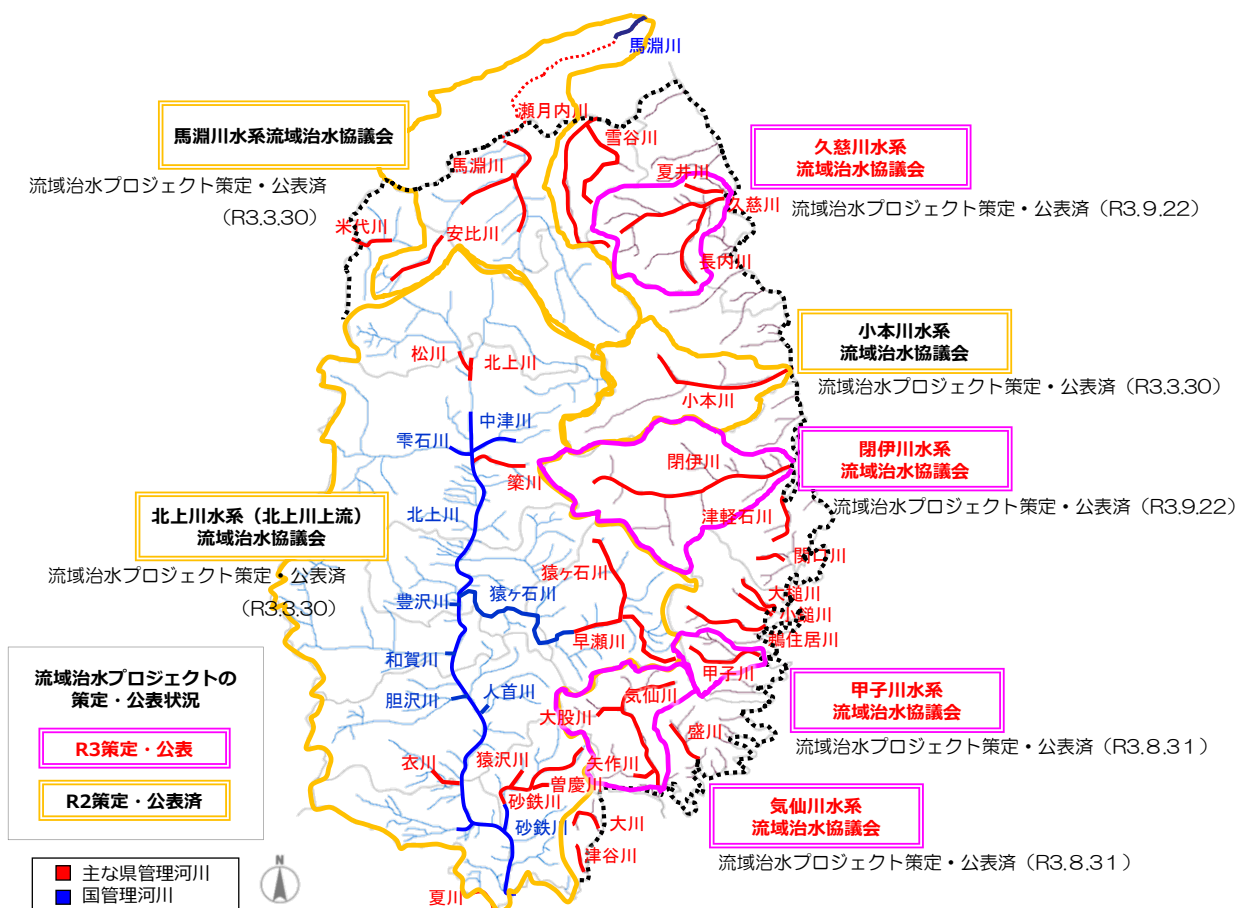 馬淵川
瀬月内川
馬淵川水系流域治水協議会
流域治水プロジェクト策定・公表済
（R3.3.30）
雪谷川
馬淵川
夏井川
久慈川水系
流域治水協議会
久慈川
流域治水プロジェクト策定・公表済（R3.9.22）
米代川
安比川
長内川
小本川水系
流域治水協議会
流域治水プロジェクト策定・公表済（R3.3.30）
松川
北上川
小本川
中津川
雫石川
簗川
閉伊川
閉伊川水系
流域治水協議会
流域治水プロジェクト策定・公表済（R3.9.22）
北上川水系（北上川上流）
流域治水協議会
流域治水プロジェクト策定・公表済
（R3.3.30）
北上川
津軽石川
関口川
猿ヶ石川
猿ヶ石川
豊沢川
大槌川
小鎚川
鵜住居川
早瀬川
和賀川
甲子川
甲子川水系
流域治水協議会
流域治水プロジェクト策定・公表済（R3.8.31）
胆沢川
人首川
気仙川
大股川
盛川
衣川
猿沢川
矢作川
曽慶川
砂鉄川
砂鉄川
大川
津谷川
気仙川水系
流域治水協議会
流域治水プロジェクト策定・公表済（R3.8.31）
夏川
流域治水プロジェクトの
策定・公表状況
R3策定・公表
R2策定・公表済
主な県管理河川
国管理河川
N